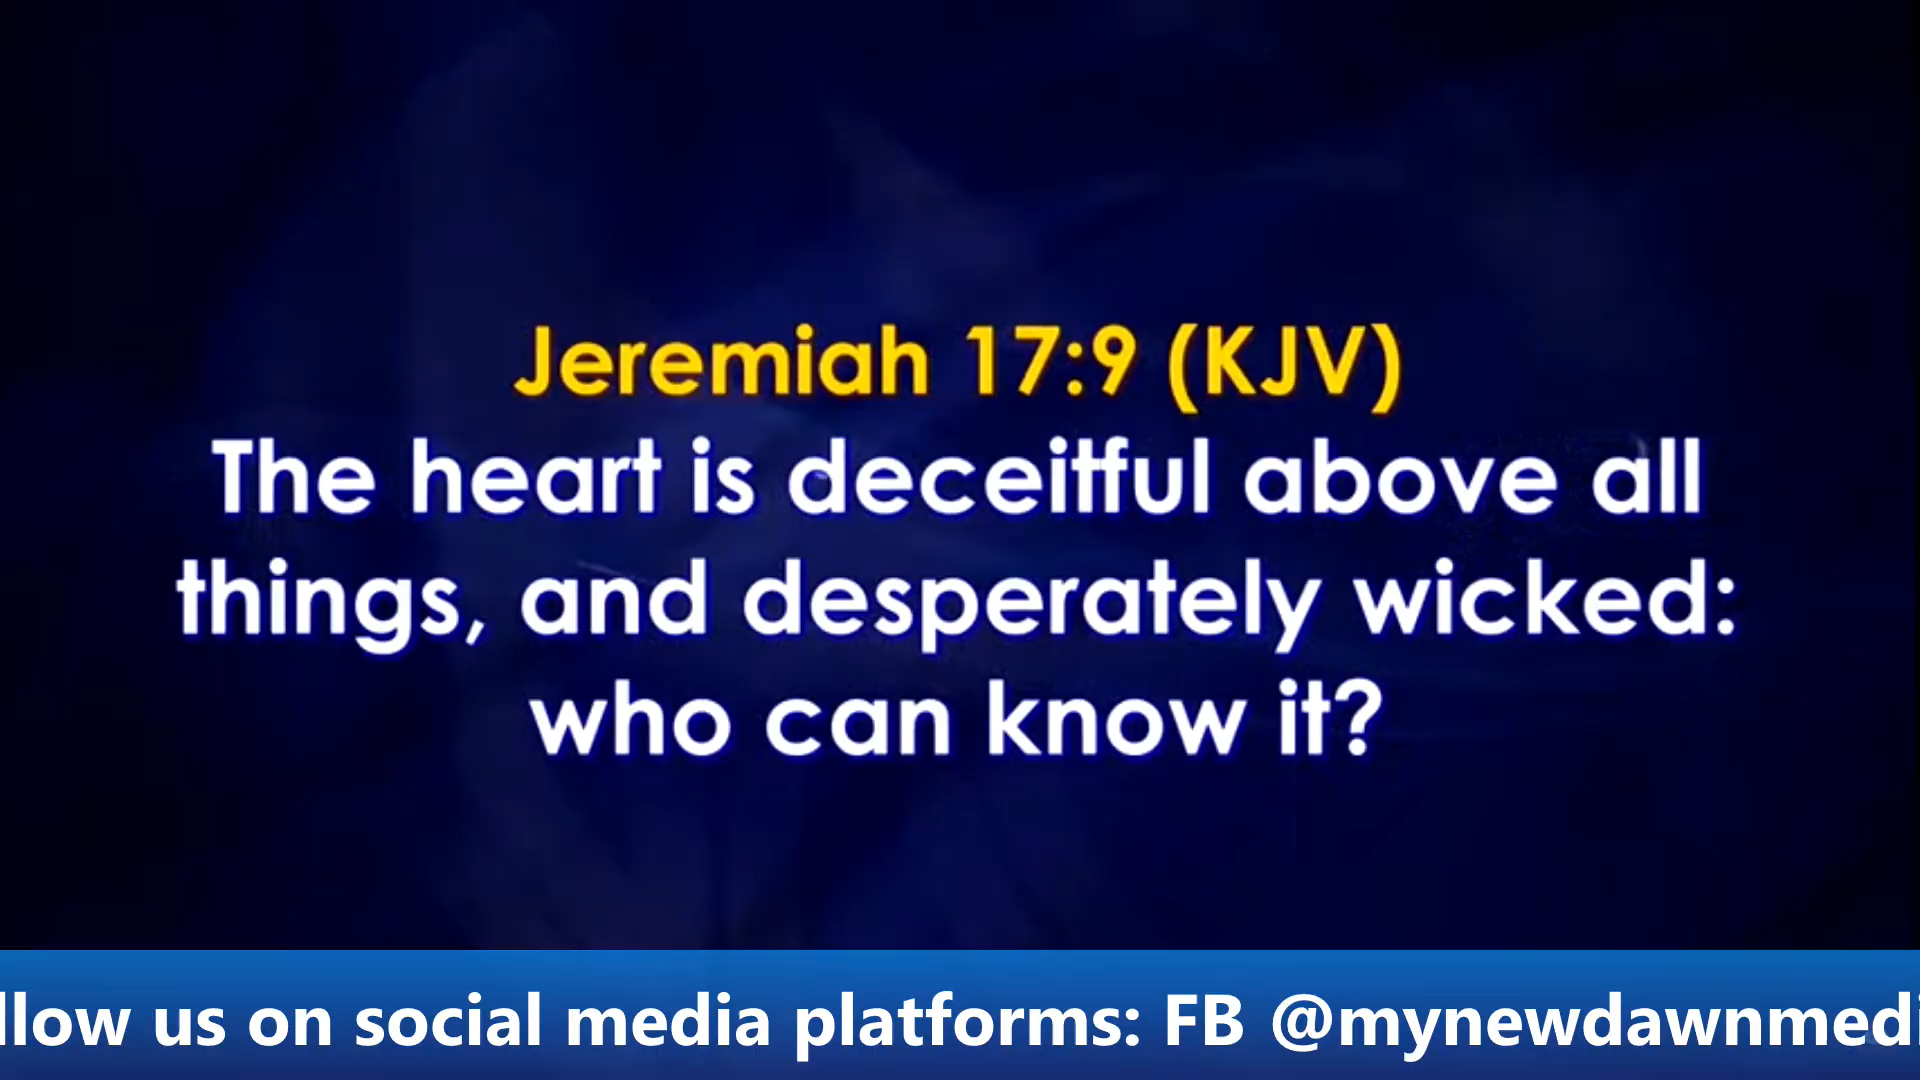 Jeremiah 17:9 (KJV)
The heart is deceitful above all
things, and desperately wicked:
who can know it?
llow us on social media platforms: FB @mynewdawnmedi